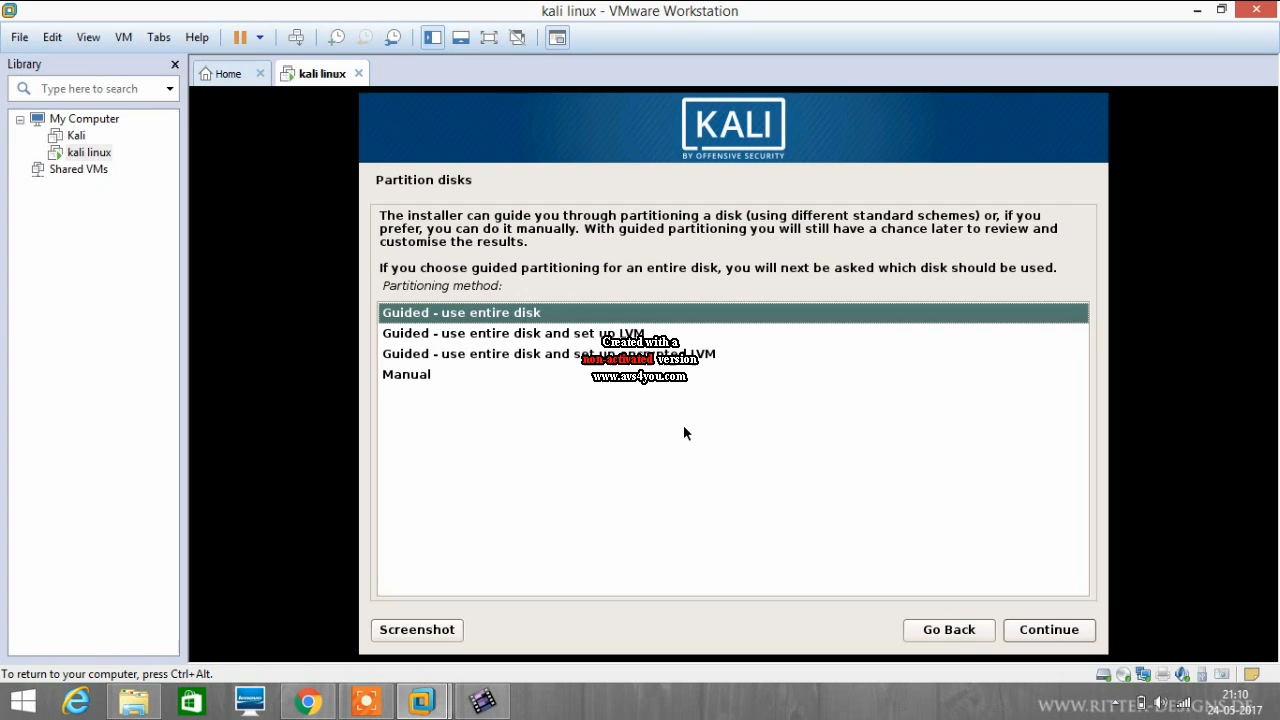 kali linux - VMware Workstation
File Edit View VM Tabs Help
Library
Type here to search
My Computer
Kali
kali linux
Shared VMs
Home
kali linux
KALI
BY OFFENSIVE SECURITY
Partition disks
The installer can guide you through partitioning a disk (using different standard schemes) or, if you
prefer, you can do it manually. With guided partitioning you will still have a chance later to review and
customise the results.
If you choose guided partitioning for an entire disk, you will next be asked which disk should be used.
Partitioning method:
Guided - use entire disk
Guided - use entire disk and set up LVM
Guided - use entire disk and set up encrypted LVM
Manual
Created with a
non-activated version
www.avs4you.com
Screenshot
Go Back
Continue
To return to your computer, press Ctrl+Alt.
Lenovo
21:10
24-05-2017